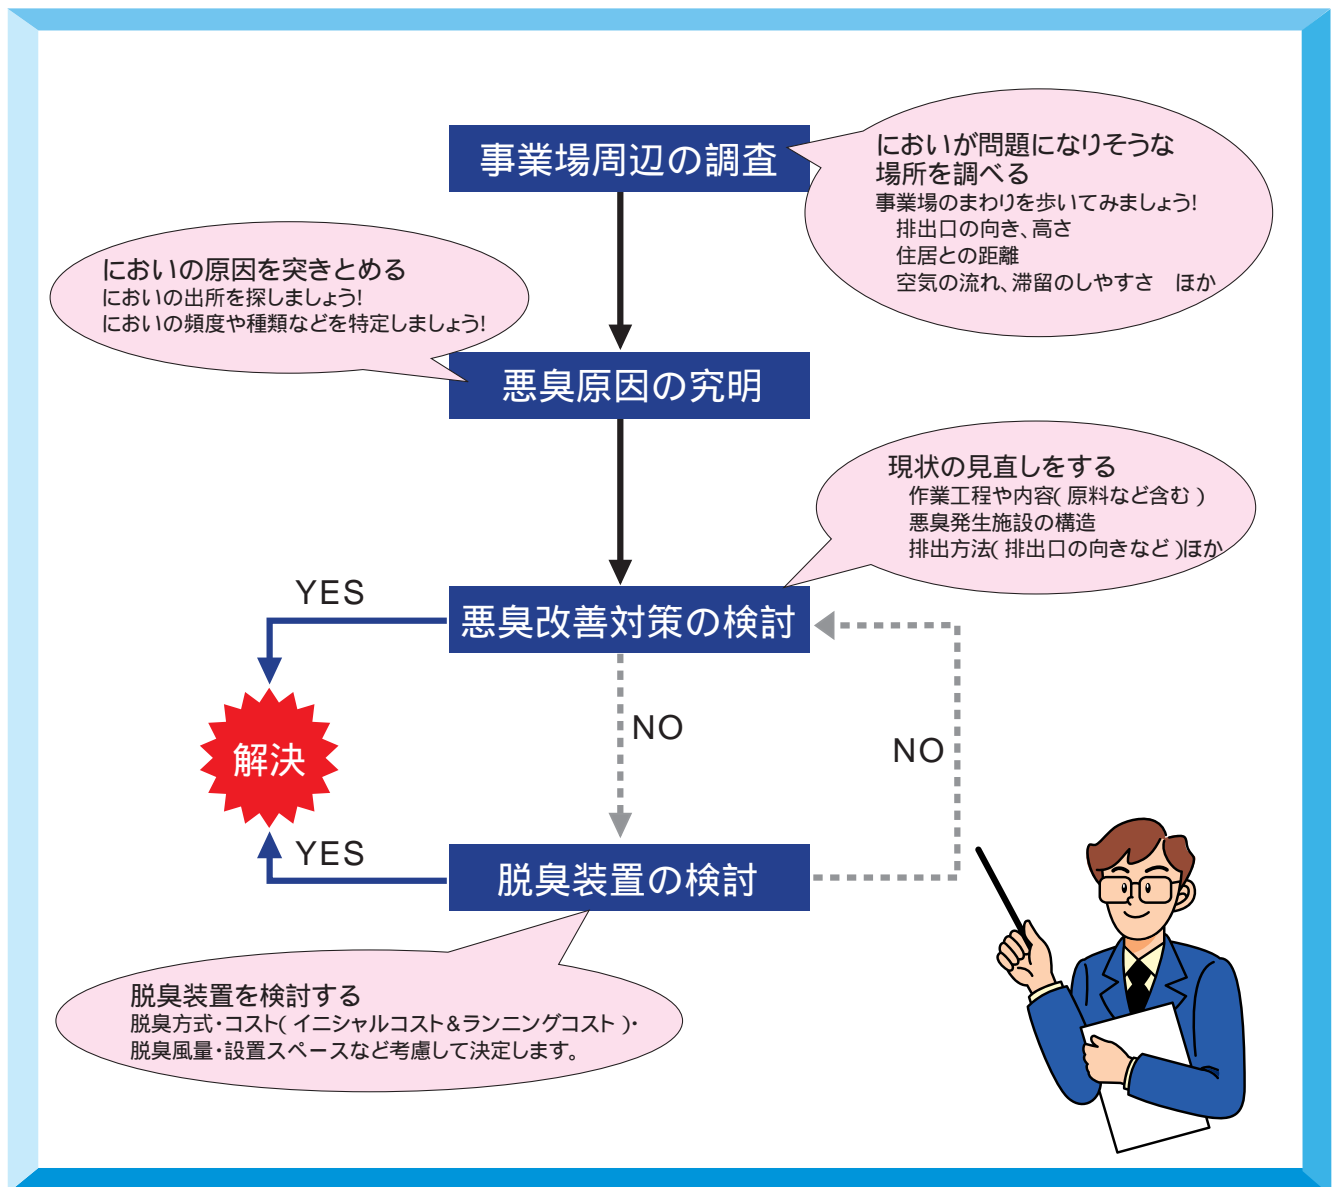 事業場周辺の調査
においが問題になりそうな
場所を調べる
事業場のまわりを歩いてみましょう!
排出口の向き、高さ
住居との距離
空気の流れ、滞留のしやすさ　ほか
においの原因を突きとめる
においの出所を探しましょう!
においの頻度や種類などを特定しましょう!
悪臭原因の究明
現状の見直しをする
作業工程や内容(原料など含む)
悪臭発生施設の構造
排出方法(排出口の向きなど)ほか
YES
悪臭改善対策の検討
NO
NO
解決
YES
脱臭装置の検討
脱臭装置を検討する
脱臭方式・コスト(イニシャルコスト&ランニングコスト)・
脱臭風量・設置スペースなど考慮して決定します。